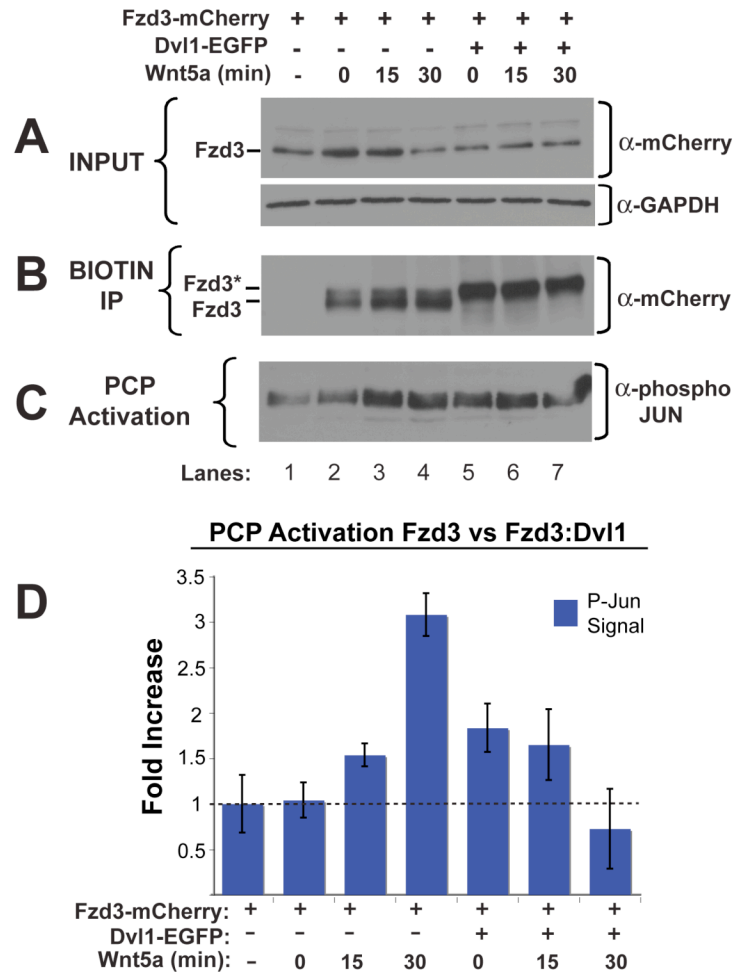 Fzd3-mCherry + + + + + + +
Dvl1-EGFP - - - - + + +
Wnt5a (min) - 0 15 30 0 15 30
A
INPUT
Fzd3
α-mCherry
α-GAPDH
B
BIOTIN
IP
Fzd3*
Fzd3
α-mCherry
C
PCP
Activation
α-phospho
JUN
Lanes: 1 2 3 4 5 6 7
PCP Activation Fzd3 vs Fzd3:Dvl1
D
Fold Increase
3.5
3
2.5
2
1.5
1
0.5
P-Jun
Signal
Fzd3-mCherry: + + + + + + +
Dvl1-EGFP: - - - - + + +
Wnt5a (min): - 0 15 30 0 15 30